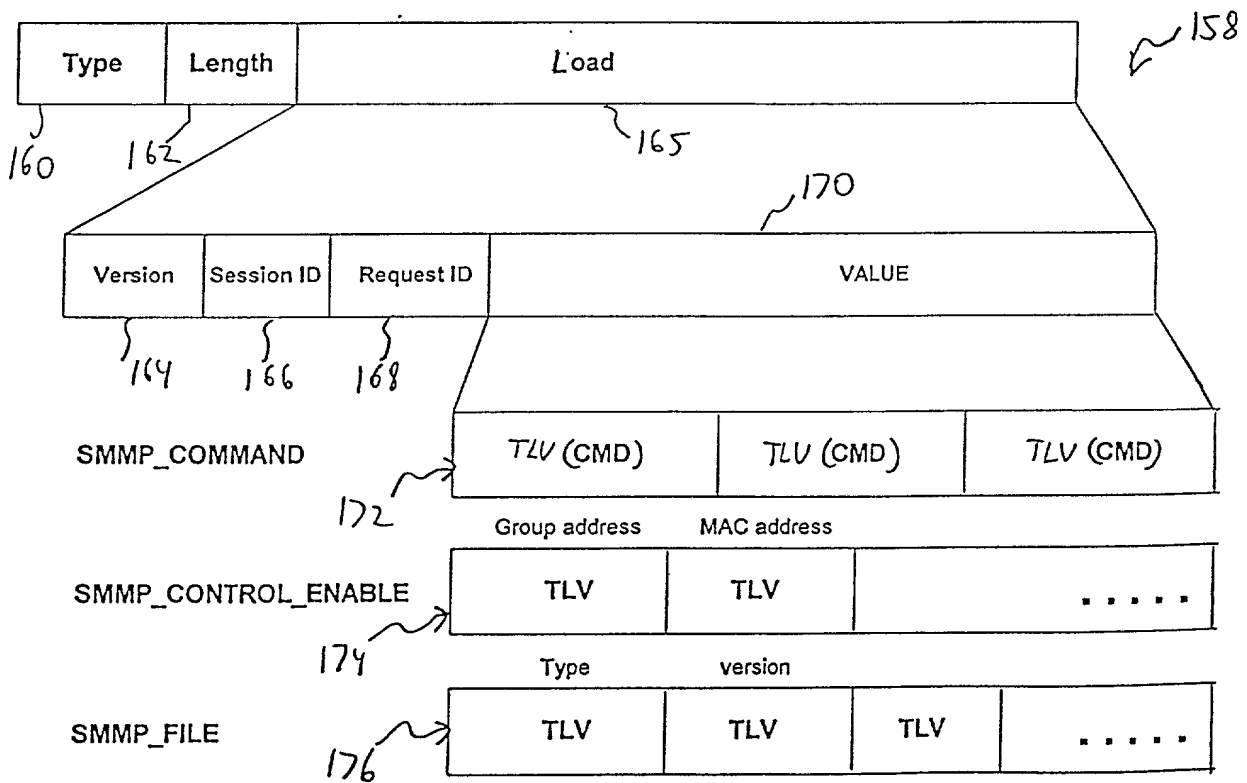 Type Length Load 158
160 162 165
170
Version Session ID Request ID VALUE
164 166 168
SMMP_COMMAND TLV (CMD) TLV (CMD) TLV (CMD)
172
Group address MAC address
SMMP_CONTROL_ENABLE TLV TLV .....
174
Type version
SMMP_FILE TLV TLV TLV .....
176